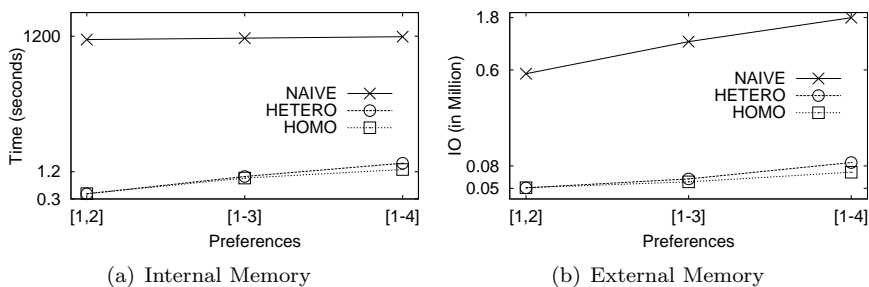 Time (seconds)
1200
1.2
0.3
NAIVE
HETERO
HOMO
[1,2]
[1-3]
[1-4]
Preferences
(a) Internal Memory
IO (in Million)
1.8
0.6
0.08
0.05
NAIVE
HETERO
HOMO
[1,2]
[1-3]
[1-4]
Preferences
(b) External Memory